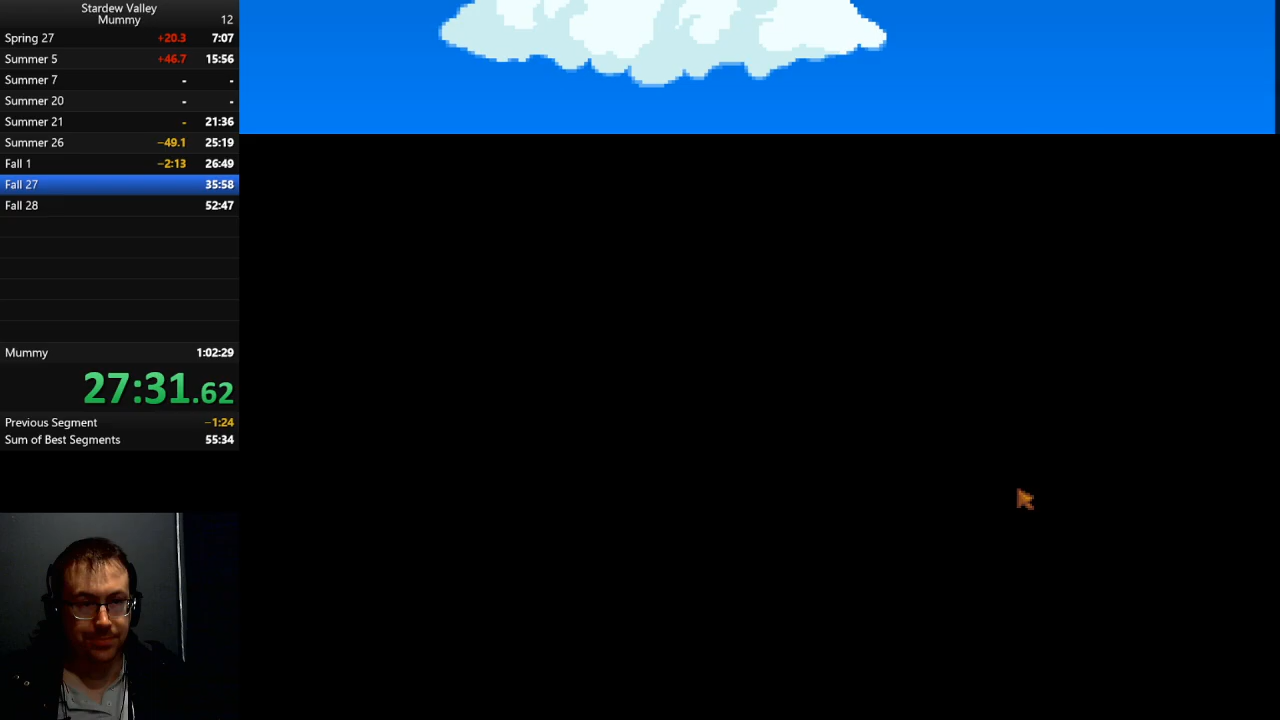 Stardew Valley
Mummy 12
Spring 27 +20.3 7:07
Summer 5 +46.7 15:56
Summer 7 - -
Summer 20 - -
Summer 21 - 21:36
Summer 26 −49.1 25:19
Fall 1 −2:13 26:49
Fall 27 35:58
Fall 28 52:47
Mummy 1:02:29
27:31.62
Previous Segment −1:24
Sum of Best Segments 55:34